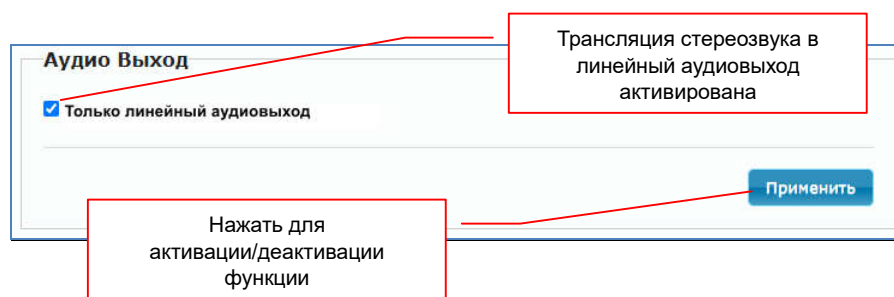 Трансляция стереозвука в
линейный аудиовыход
активирована
Аудио Выход
Только линейный аудиовыход
Применить
Нажать для
активации/деактивации
функции